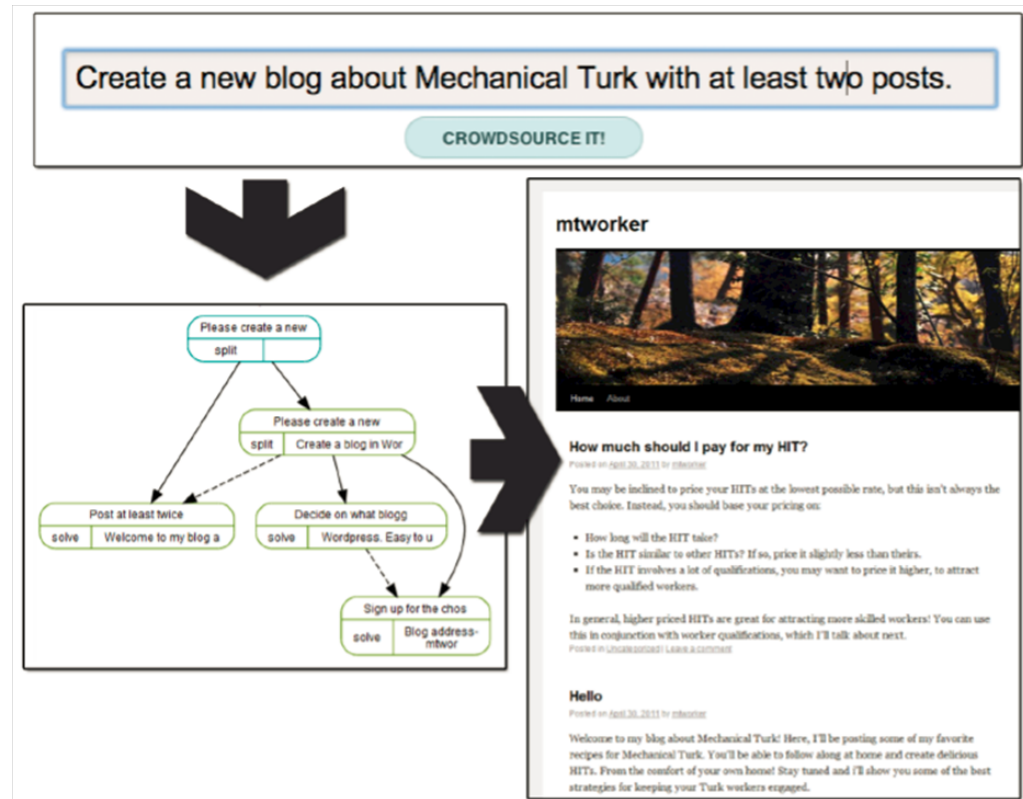 Create a new blog about Mechanical Turk with at least two posts.
CROWDSOURCE IT!
Please create a new
split
Please create a new
split Create a blog in Wor
Post at least twice
solve Welcome to my blog a
Decide on what blogg
solve Wordpress. Easy to u
Sign up for the chos
solve Blog address-
mtwor
mtworker
Home About
How much should I pay for my HIT?
Posted on April 30, 2011 by mtworker
You may be inclined to price your HITs at the lowest possible rate, but this isn't always the
best choice. Instead, you should base your pricing on:
How long will the HIT take?
Is the HIT similar to other HITs? If so, price it slightly less than theirs.
If the HIT involves a lot of qualifications, you may want to price it higher, to attract
more qualified workers.
In general, higher priced HITs are great for attracting more skilled workers! You can use
this in conjunction with worker qualifications, which I'll talk about next.
Posted in Uncategorized | Leave a comment
Hello
Posted on April 30, 2011 by mtworker
Welcome to my blog about Mechanical Turk! Here, I'll be posting some of my favorite
recipes for Mechanical Turk. You'll be able to follow along at home and create delicious
HITs. From the comfort of your own home! Stay tuned and i'll show you some of the best
strategies for keeping your Turk workers engaged.